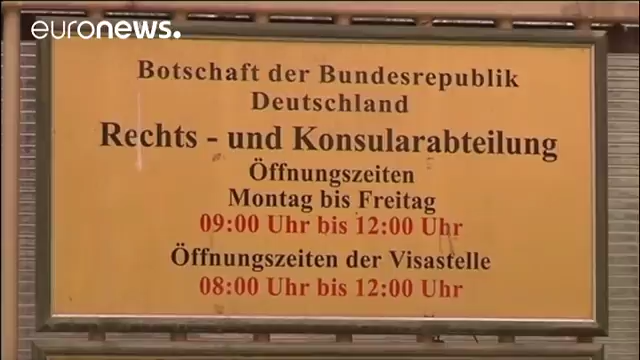 euronews.
Botschaft der Bundesrepublik
Deutschland
Rechts - und Konsularabteilung
Öffnungszeiten
Montag bis Freitag
09:00 Uhr bis 12:00 Uhr
Öffnungszeiten der Visastelle
08:00 Uhr bis 12:00 Uhr